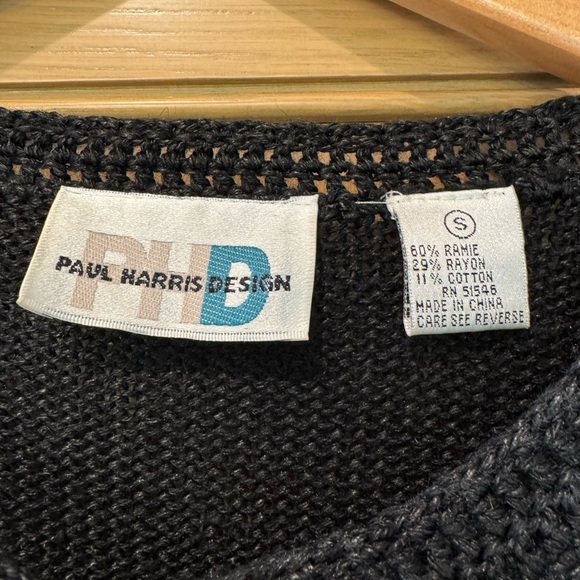 PHD
PAUL HARRIS DESIGN
S
60% RAMIE
29% RAYON
11% COTTON
RN 51546
MADE IN CHINA
CARE SEE REVERSE